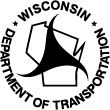 WISCONSIN
DEPARTMENT OF TRANSPORTATION